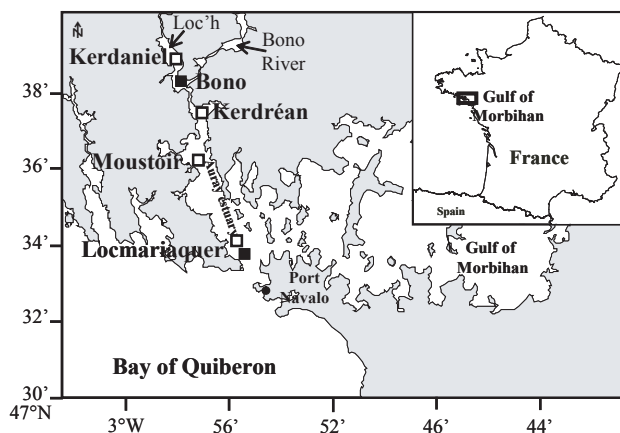 N
Loc’h
Bono
River
Kerdaniel
Bono
Kerdréan
Moustoir
Auray estuary
Locmariaquer
Port
Navalo
Gulf of
Morbihan
Bay of Quiberon
Gulf of
Morbihan
France
Spain
38’
36’
34’
32’
30’
47°N
3°W
56’
52’
46’
44’